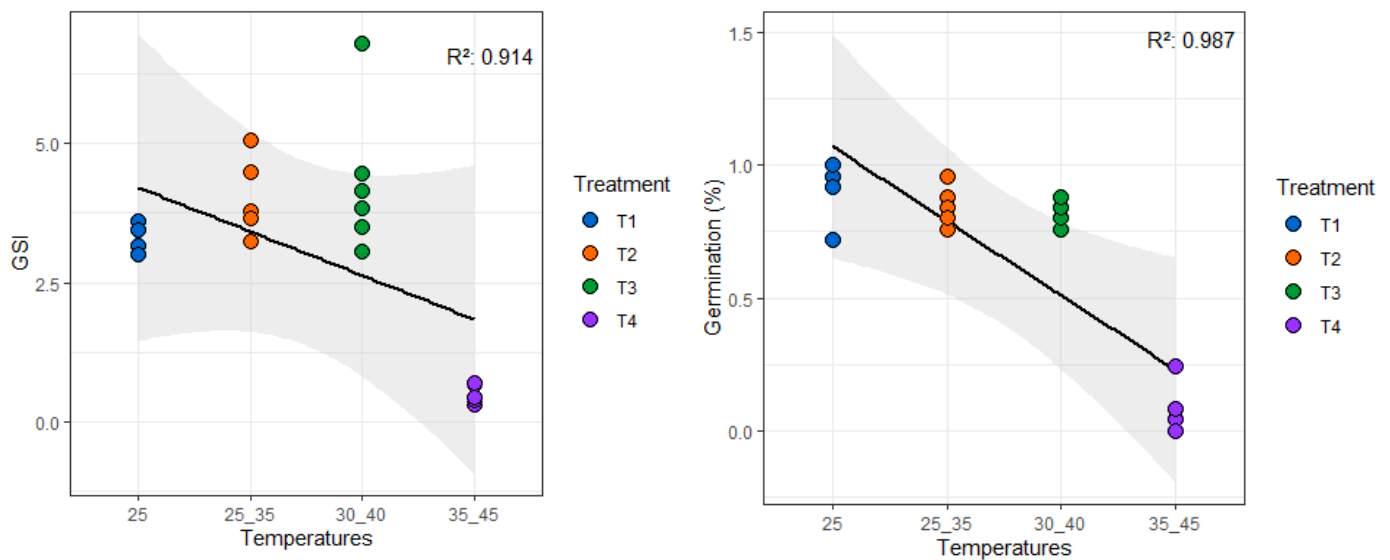 R²: 0.914
5.0
2.5
0.0
GSI
25
25_35
30_40
35_45
Temperatures
Treatment
T1
T2
T3
T4
R²: 0.987
1.5
1.0
0.5
0.0
Germination (%)
25
25_35
30_40
35_45
Temperatures
Treatment
T1
T2
T3
T4